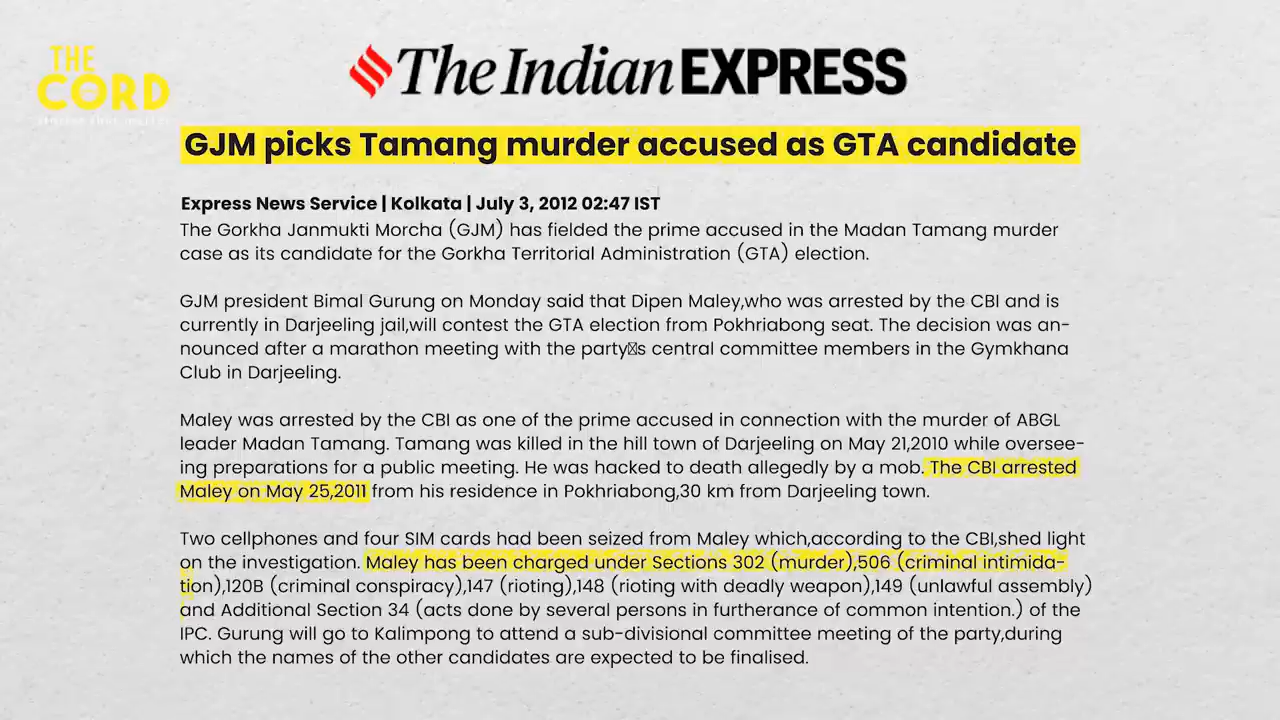 THE
CORD
The Indian EXPRESS
GJM picks Tamang murder accused as GTA candidate
Express News Service | Kolkata | July 3, 2012 02:47 IST
The Gorkha Janmukti Morcha (GJM) has fielded the prime accused in the Madan Tamang murder
case as its candidate for the Gorkha Territorial Administration (GTA) election.
GJM president Bimal Gurung on Monday said that Dipen Maley,who was arrested by the CBI and is
currently in Darjeeling jail,will contest the GTA election from Pokhriabong seat. The decision was an-
nounced after a marathon meeting with the party▯s central committee members in the Gymkhana
Club in Darjeeling.
Maley was arrested by the CBI as one of the prime accused in connection with the murder of ABGL
leader Madan Tamang. Tamang was killed in the hill town of Darjeeling on May 21,2010 while oversee-
ing preparations for a public meeting. He was hacked to death allegedly by a mob. The CBI arrested
Maley on May 25,2011 from his residence in Pokhriabong,30 km from Darjeeling town.
Two cellphones and four SIM cards had been seized from Maley which,according to the CBI,shed light
on the investigation. Maley has been charged under Sections 302 (murder),506 (criminal intimida-
tion),120B (criminal conspiracy),147 (rioting),148 (rioting with deadly weapon),149 (unlawful assembly)
and Additional Section 34 (acts done by several persons in furtherance of common intention.) of the
IPC. Gurung will go to Kalimpong to attend a sub-divisional committee meeting of the party,during
which the names of the other candidates are expected to be finalised.